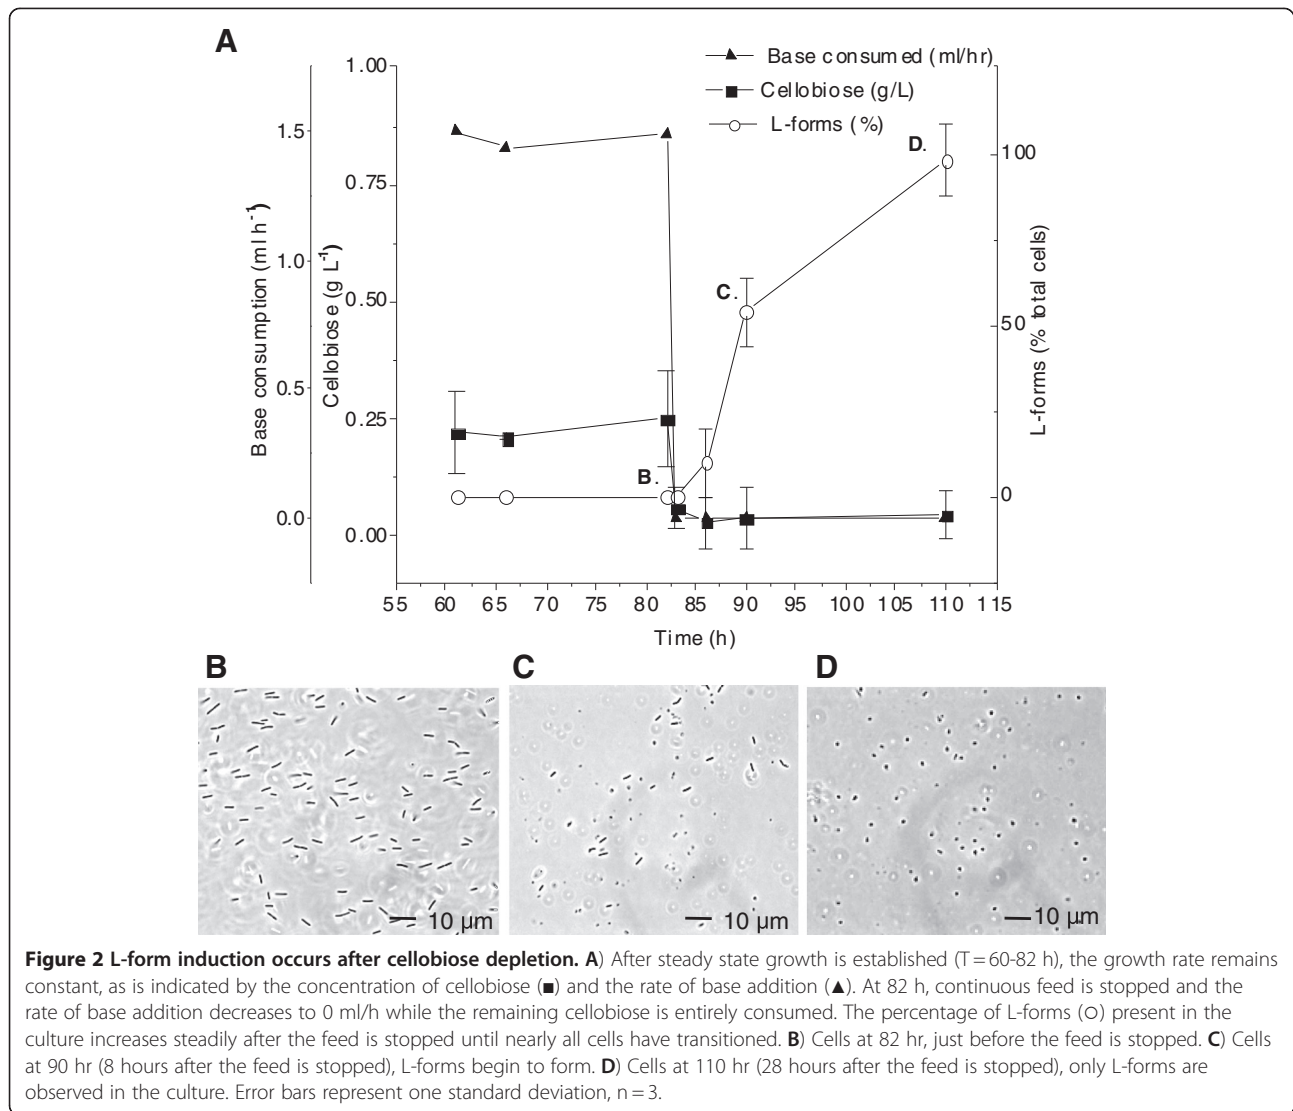 A
Base consumed (ml/hr)
Cellobiose (g/L)
L-forms (%)
Base consumption (ml h⁻¹)
1.5
1.0
0.5
0.0
Cellobiose (g L⁻¹)
1.00
0.75
0.50
0.25
0.00
B.
C.
D.
100
50
0
L-forms (% total cells)
55 60 65 70 75 80 85 90 95 100 105 110 115
Time (h)
B C D
10 µm 10 µm 10 µm
Figure 2 L-form induction occurs after cellobiose depletion. A) After steady state growth is established (T = 60-82 h), the growth rate remains
constant, as is indicated by the concentration of cellobiose (■) and the rate of base addition (▲). At 82 h, continuous feed is stopped and the
rate of base addition decreases to 0 ml/h while the remaining cellobiose is entirely consumed. The percentage of L-forms (O) present in the
culture increases steadily after the feed is stopped until nearly all cells have transitioned. B) Cells at 82 hr, just before the feed is stopped. C) Cells
at 90 hr (8 hours after the feed is stopped), L-forms begin to form. D) Cells at 110 hr (28 hours after the feed is stopped), only L-forms are
observed in the culture. Error bars represent one standard deviation, n = 3.